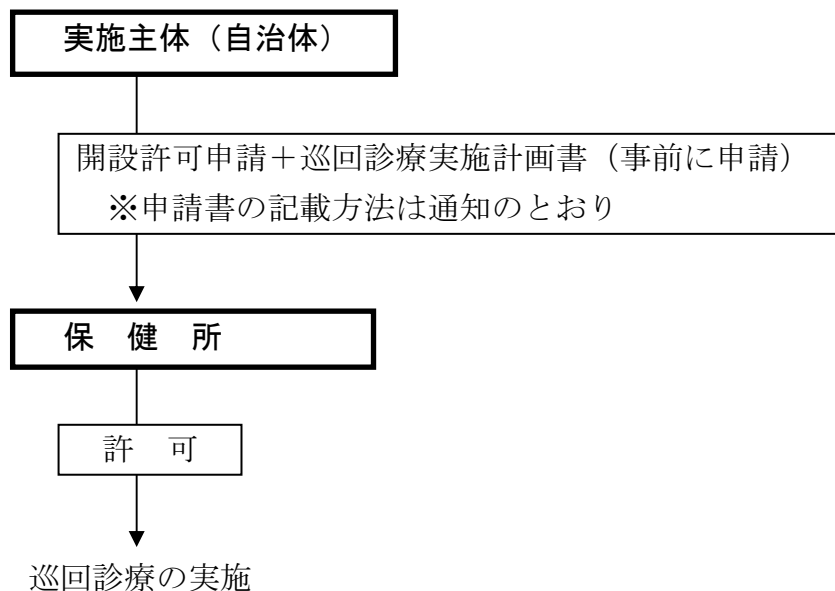 実施主体（自治体）
開設許可申請＋巡回診療実施計画書（事前に申請）
※申請書の記載方法は通知のとおり
保　健　所
許　可
巡回診療の実施